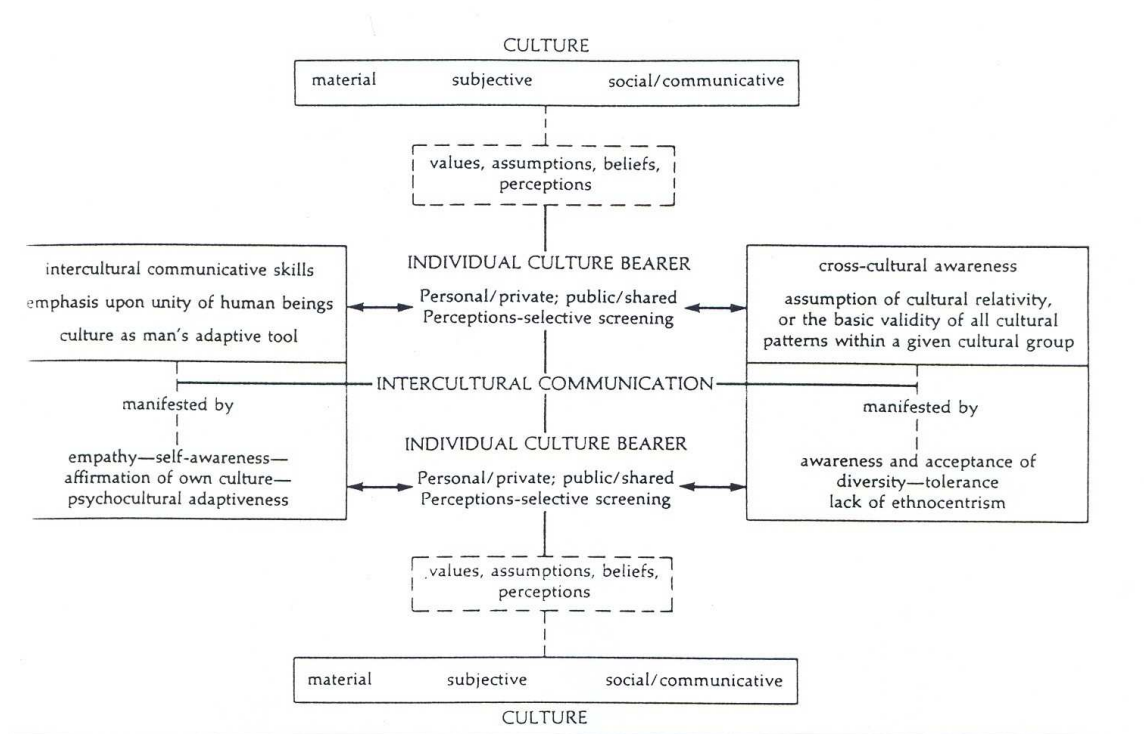 CULTURE
material subjective social/communicative
values, assumptions, beliefs,
perceptions
intercultural communicative skills
emphasis upon unity of human beings
culture as man's adaptive tool
INDIVIDUAL CULTURE BEARER
Personal/private; public/shared
Perceptions-selective screening
cross-cultural awareness
assumption of cultural relativity,
or the basic validity of all cultural
patterns within a given cultural group
INTERCULTURAL COMMUNICATION
manifested by
empathy—self-awareness—
affirmation of own culture—
psychocultural adaptiveness
INDIVIDUAL CULTURE BEARER
Personal/private; public/shared
Perceptions-selective screening
manifested by
awareness and acceptance of
diversity—tolerance
lack of ethnocentrism
values, assumptions, beliefs,
perceptions
material subjective social/communicative
CULTURE